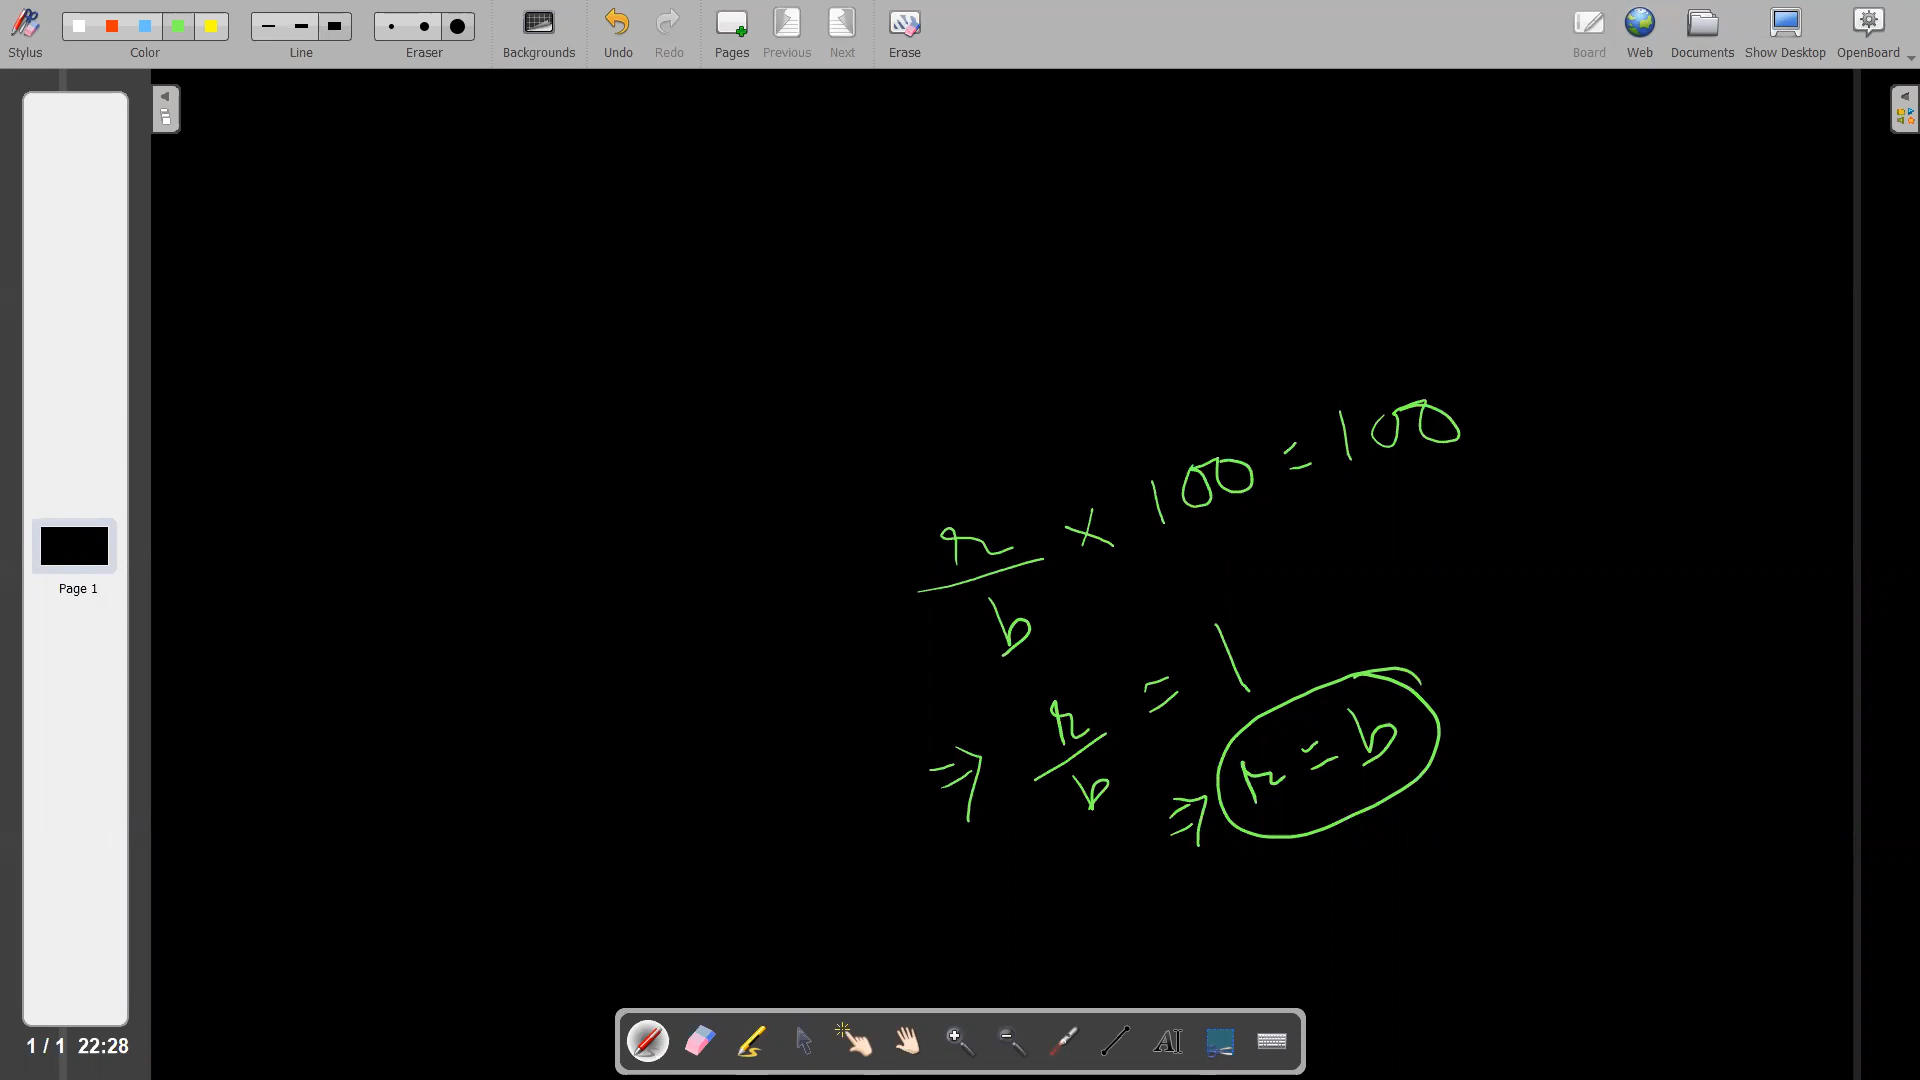 Stylus Color Line Eraser Backgrounds Undo Redo Pages Previous Next Erase Board Web Documents Show Desktop OpenBoard
r/b × 100 = 100
⇒ r/b = 1
⇒ r = b
Page 1
1 / 1 22:28
AI